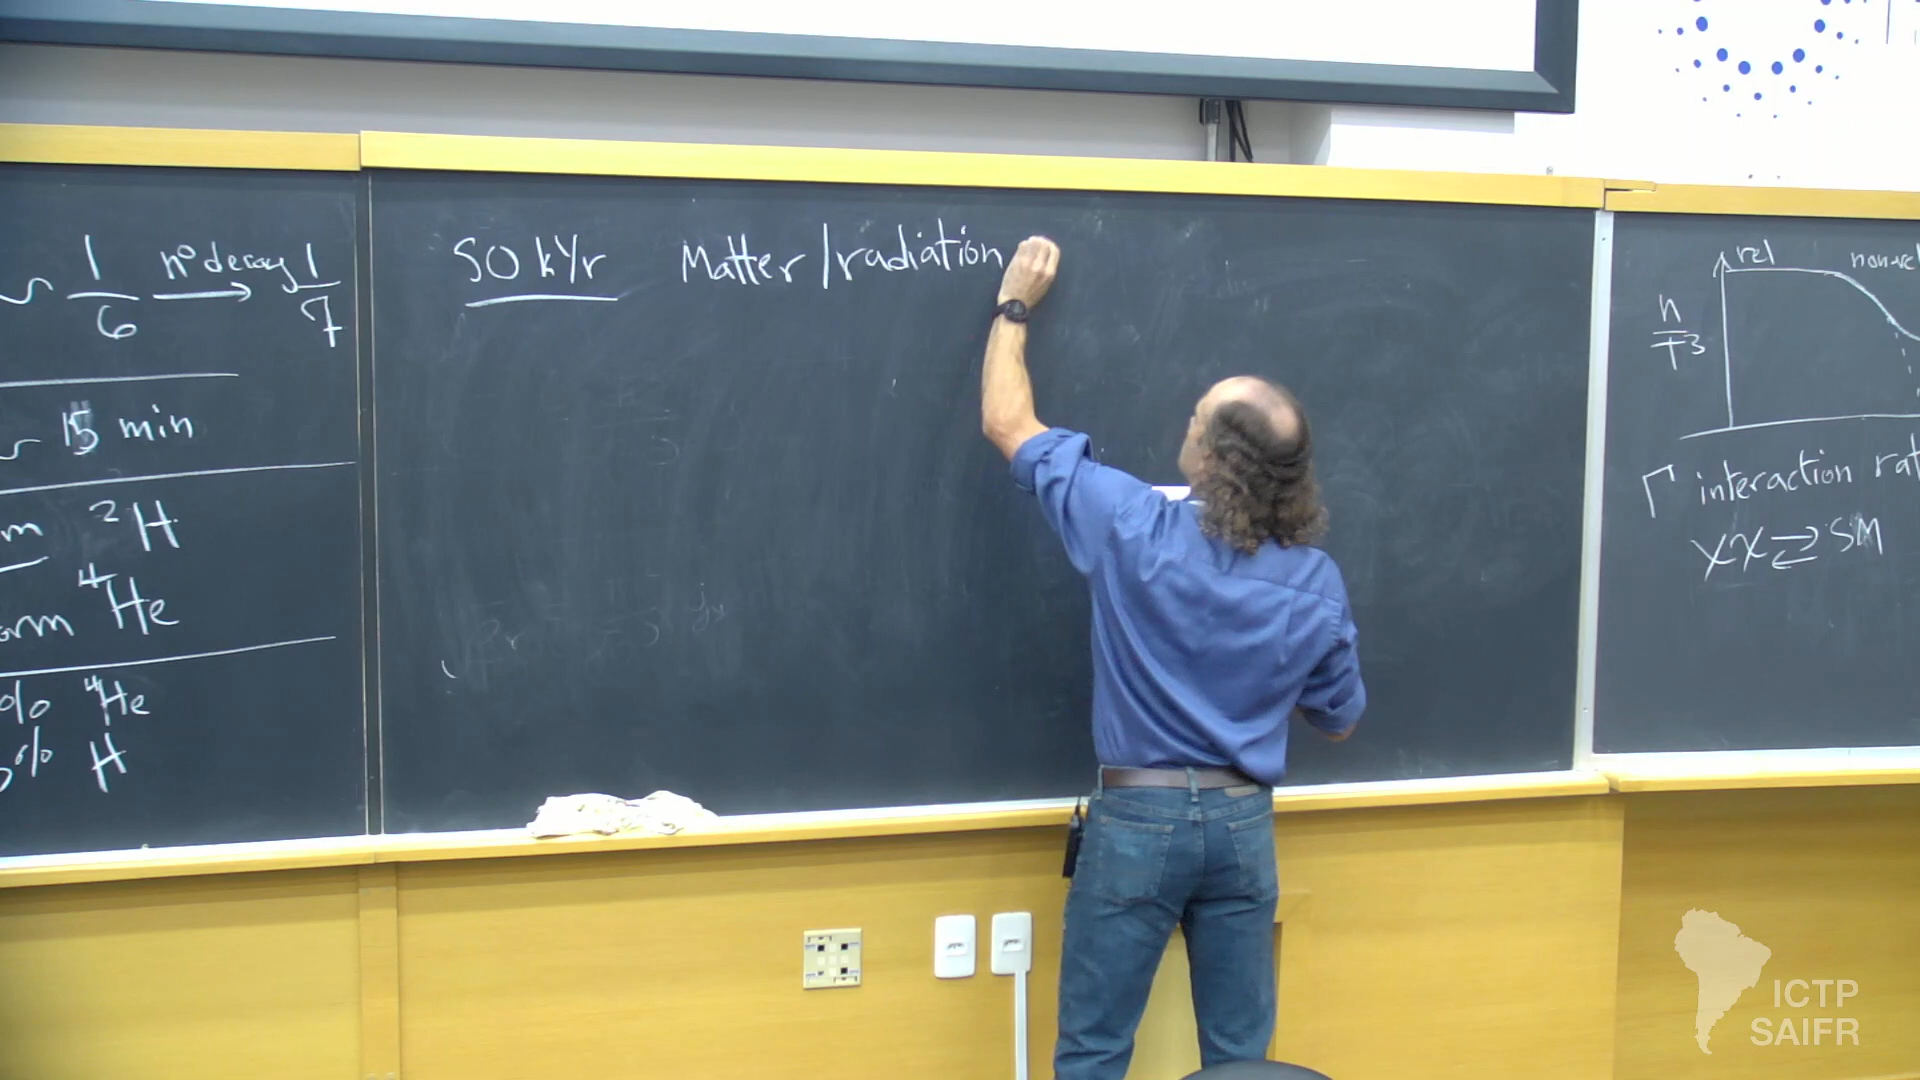 ~ 1/6 n° decay → 1/7
~ 15 min
m ²H
orm ⁴He
% ⁴He
% H
50 kYr Matter/radiation
rel
non-rel
n/T³
Γ interaction rat
XX ⇄ SM
ICTP
SAIFR